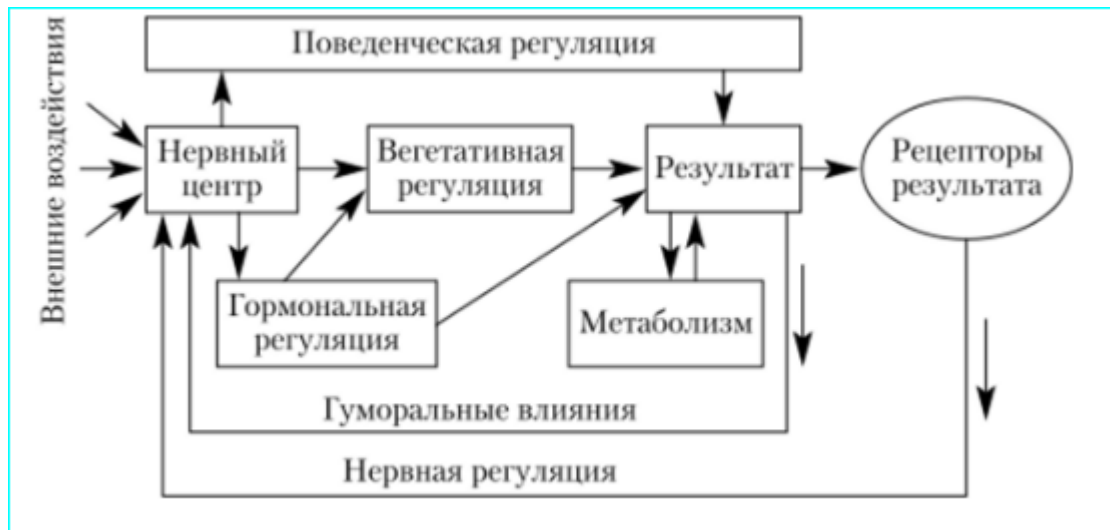 Внешние воздействия
Поведенческая регуляция
Нервный
центр
Вегетативная
регуляция
Результат
Рецепторы
результата
Гормональная
регуляция
Метаболизм
Гуморальные влияния
Нервная регуляция